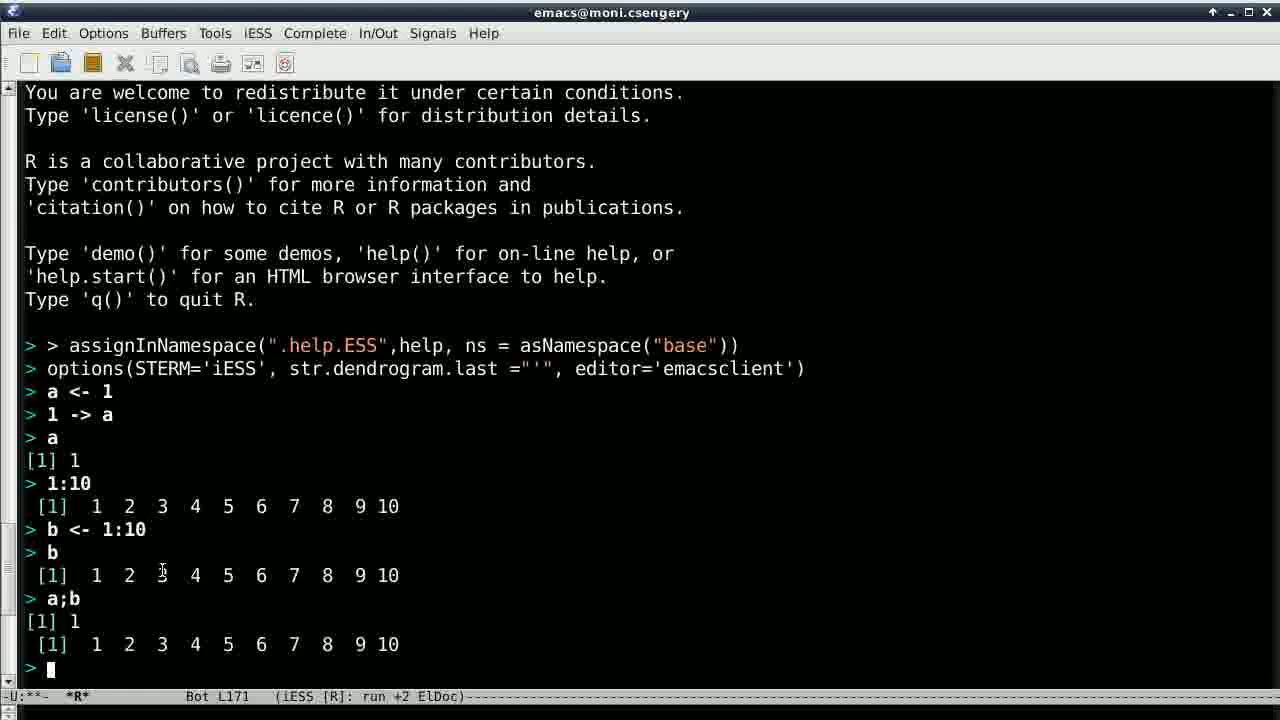 emacs@moni.csengery
File Edit Options Buffers Tools iESS Complete In/Out Signals Help
You are welcome to redistribute it under certain conditions.
Type 'license()' or 'licence()' for distribution details.
R is a collaborative project with many contributors.
Type 'contributors()' for more information and
'citation()' on how to cite R or R packages in publications.
Type 'demo()' for some demos, 'help()' for on-line help, or
'help.start()' for an HTML browser interface to help.
Type 'q()' to quit R.
> > assignInNamespace(".help.ESS",help, ns = asNamespace("base"))
> options(STERM='iESS', str.dendrogram.last ="'", editor='emacsclient')
> a <- 1
> 1 -> a
> a
[1] 1
> 1:10
[1] 1 2 3 4 5 6 7 8 9 10
> b <- 1:10
> b
[1] 1 2 3 4 5 6 7 8 9 10
> a;b
[1] 1
[1] 1 2 3 4 5 6 7 8 9 10
>
-U:**- *R* Bot L171 (iESS [R]: run +2 ElDoc)----------------------------------------